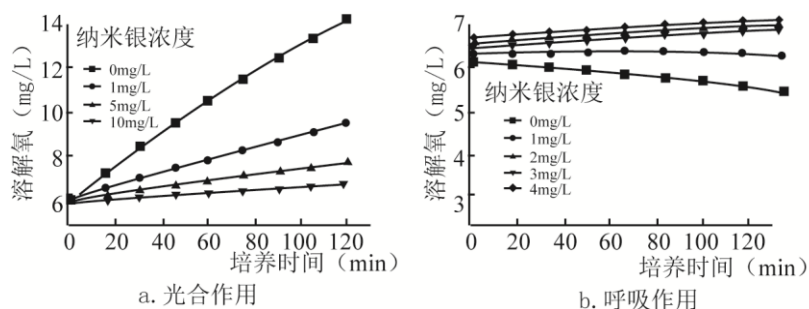 14
12
10
8
6
溶解氧(mg/L)
纳米银浓度
0mg/L
1mg/L
5mg/L
10mg/L
0 20 40 60 80 100 120
培养时间(min)
a.光合作用
7
6
5
4
3
溶解氧(mg/L)
纳米银浓度
0mg/L
1mg/L
2mg/L
3mg/L
4mg/L
0 20 40 60 80 100 120
培养时间(min)
b.呼吸作用